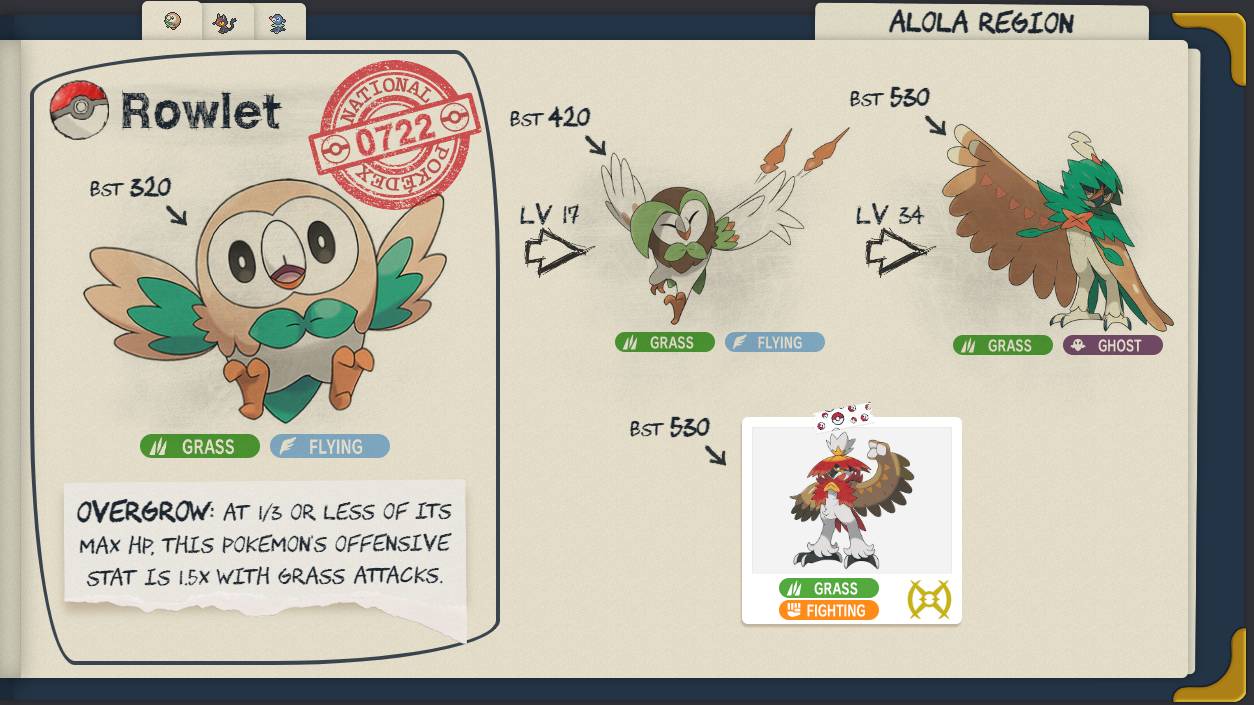 ALOLA REGION
Rowlet
NATIONAL
0722
POKÉDEX
BST 320
GRASS
FLYING
OVERGROW: AT 1/3 OR LESS OF ITS
MAX HP, THIS POKEMON'S OFFENSIVE
STAT IS 1.5X WITH GRASS ATTACKS.
BST 420
LV 17
GRASS
FLYING
BST 530
LV 34
GRASS
GHOST
BST 530
GRASS
FIGHTING